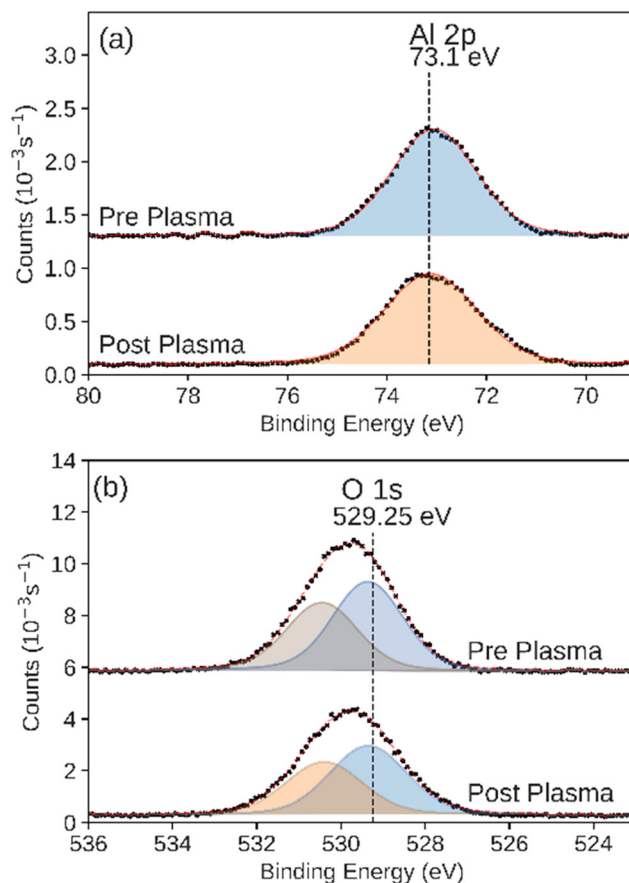 (a)
Al 2p
73.1 eV
3.0
2.5
2.0
1.5
1.0
0.5
0.0
Counts (10⁻³s⁻¹)
Pre Plasma
Post Plasma
80 78 76 74 72 70
Binding Energy (eV)
(b)
O 1s
529.25 eV
14
12
10
8
6
4
2
0
Counts (10⁻³s⁻¹)
Pre Plasma
Post Plasma
536 534 532 530 528 526 524
Binding Energy (eV)